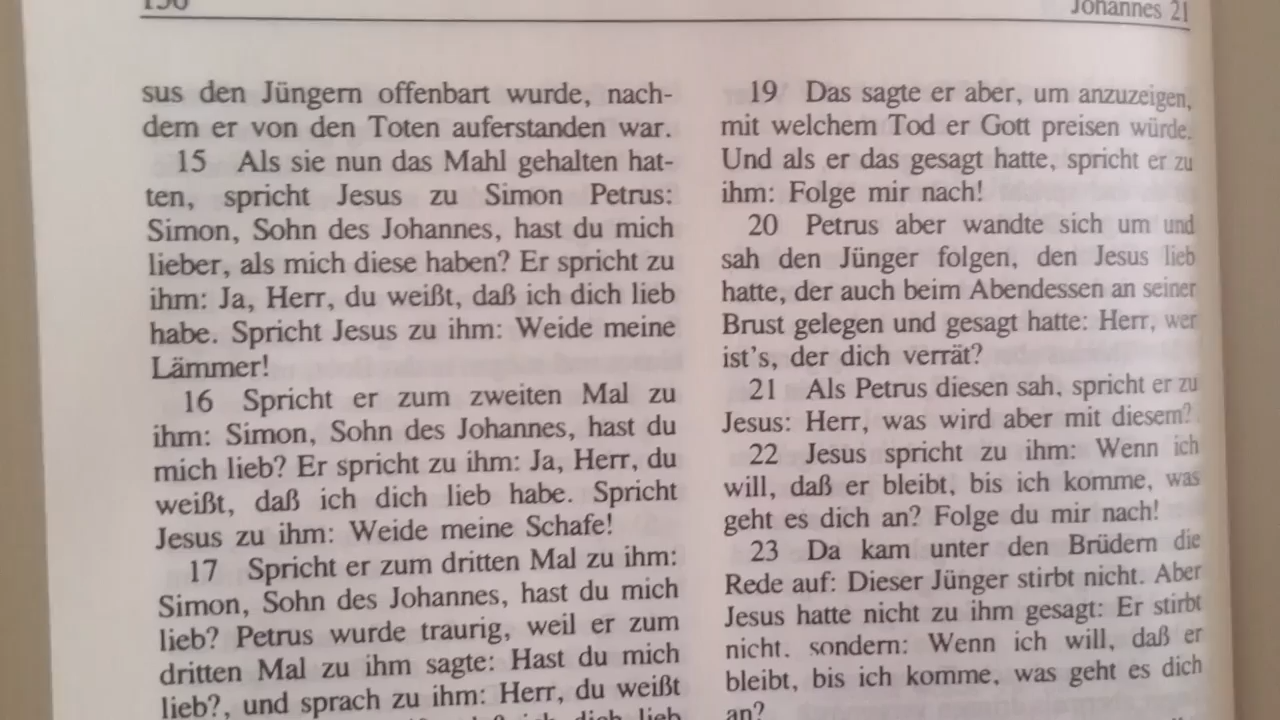 150
Johannes 21
sus den Jüngern offenbart wurde, nach-
dem er von den Toten auferstanden war.
15 Als sie nun das Mahl gehalten hat-
ten, spricht Jesus zu Simon Petrus:
Simon, Sohn des Johannes, hast du mich
lieber, als mich diese haben? Er spricht zu
ihm: Ja, Herr, du weißt, daß ich dich lieb
habe. Spricht Jesus zu ihm: Weide meine
Lämmer!
16 Spricht er zum zweiten Mal zu
ihm: Simon, Sohn des Johannes, hast du
mich lieb? Er spricht zu ihm: Ja, Herr, du
weißt, daß ich dich lieb habe. Spricht
Jesus zu ihm: Weide meine Schafe!
17 Spricht er zum dritten Mal zu ihm:
Simon, Sohn des Johannes, hast du mich
lieb? Petrus wurde traurig, weil er zum
dritten Mal zu ihm sagte: Hast du mich
lieb?, und sprach zu ihm: Herr, du weißt
ich dich lieb
19 Das sagte er aber, um anzuzeigen,
mit welchem Tod er Gott preisen würde.
Und als er das gesagt hatte, spricht er zu
ihm: Folge mir nach!
20 Petrus aber wandte sich um und
sah den Jünger folgen, den Jesus lieb
hatte, der auch beim Abendessen an seiner
Brust gelegen und gesagt hatte: Herr, wer
ist's, der dich verrät?
21 Als Petrus diesen sah, spricht er zu
Jesus: Herr, was wird aber mit diesem?
22 Jesus spricht zu ihm: Wenn ich
will, daß er bleibt, bis ich komme, was
geht es dich an? Folge du mir nach!
23 Da kam unter den Brüdern die
Rede auf: Dieser Jünger stirbt nicht. Aber
Jesus hatte nicht zu ihm gesagt: Er stirbt
nicht, sondern: Wenn ich will, daß er
bleibt, bis ich komme, was geht es dich
an?